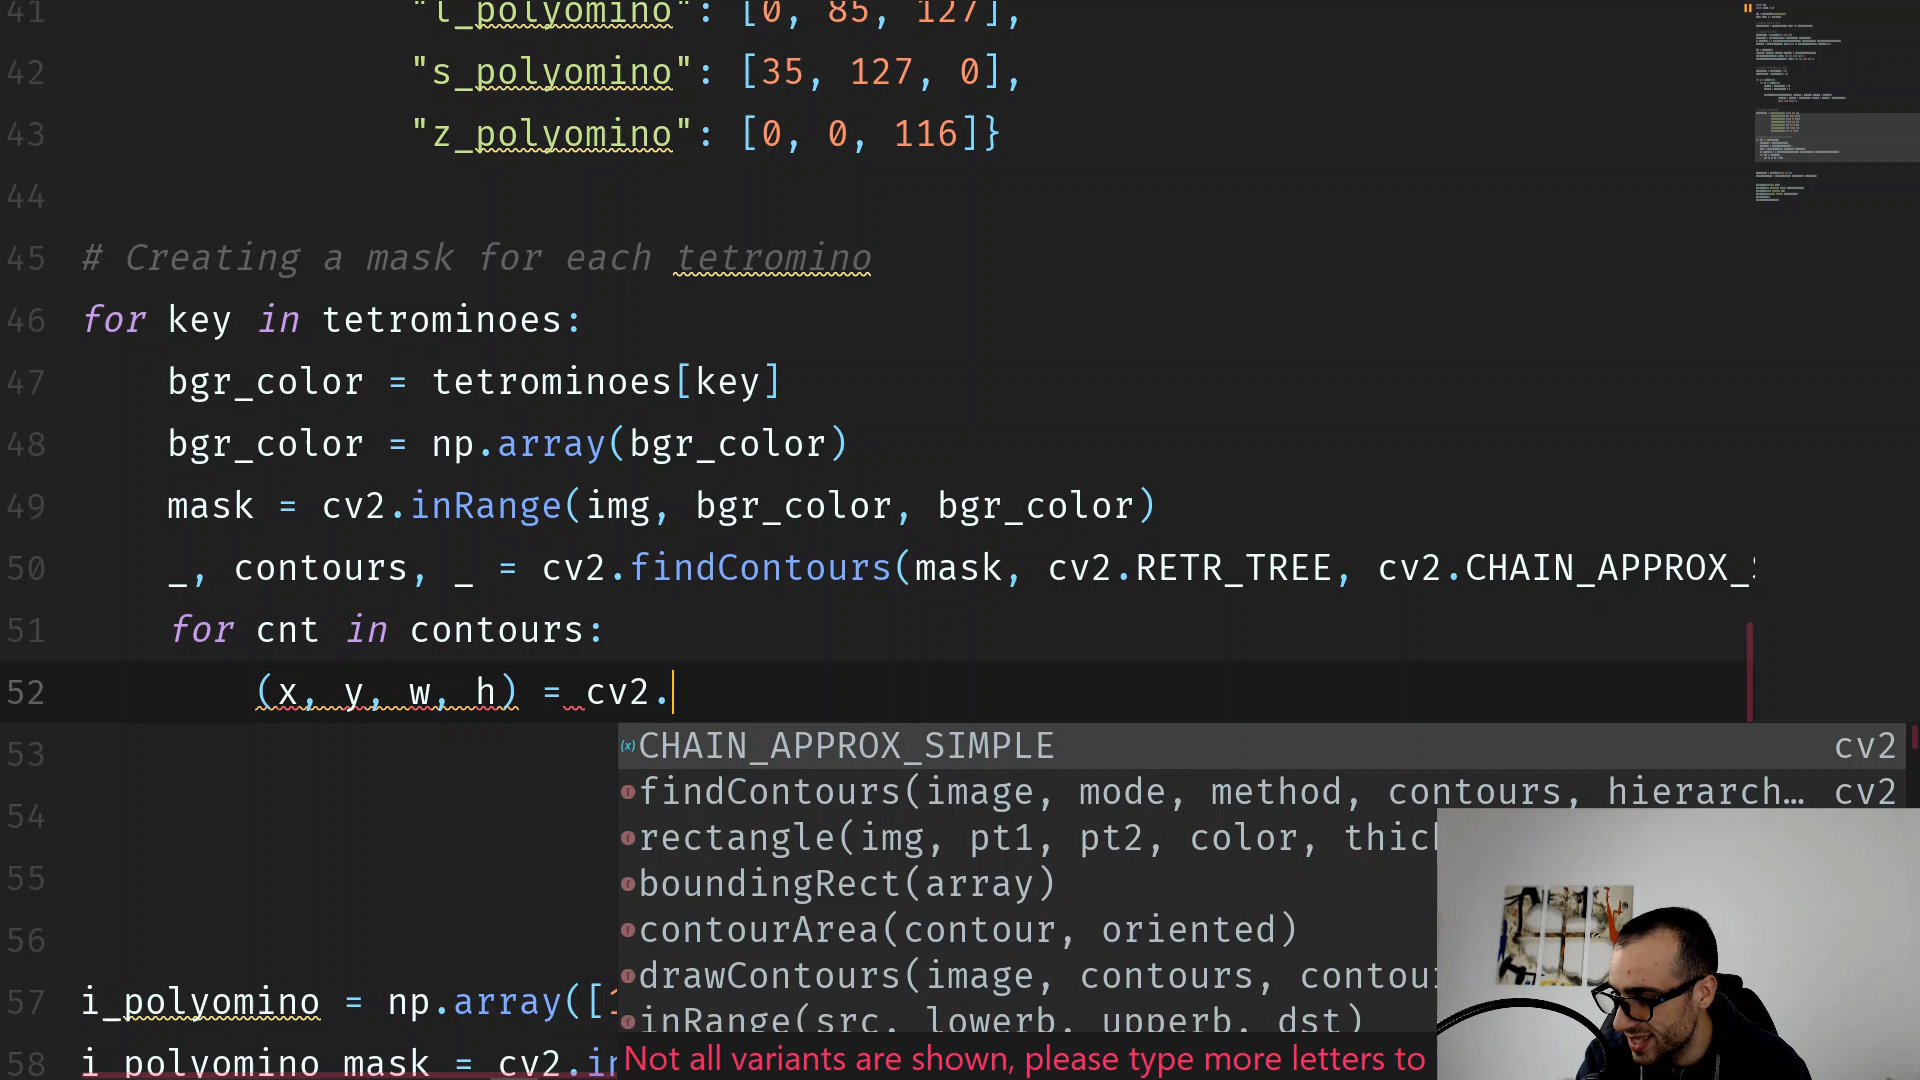 41 "l_polyomino": [0, 85, 127],
42 "s_polyomino": [35, 127, 0],
43 "z_polyomino": [0, 0, 116]}
44
45 # Creating a mask for each tetromino
46 for key in tetrominoes:
47 bgr_color = tetrominoes[key]
48 bgr_color = np.array(bgr_color)
49 mask = cv2.inRange(img, bgr_color, bgr_color)
50 _, contours, _ = cv2.findContours(mask, cv2.RETR_TREE, cv2.CHAIN_APPROX_
51 for cnt in contours:
52 (x, y, w, h) = cv2.
CHAIN_APPROX_SIMPLE cv2
53
findContours(image, mode, method, contours, hierarch… cv2
54 rectangle(img, pt1, pt2, color, thic
55 boundingRect(array)
56 contourArea(contour, oriented)
drawContours(image, contours, contou
57 i_polyomino = np.array([
inRange(src, lowerb, upperb, dst)
58 i_polyomino_mask = cv2.in
Not all variants are shown, please type more letters to